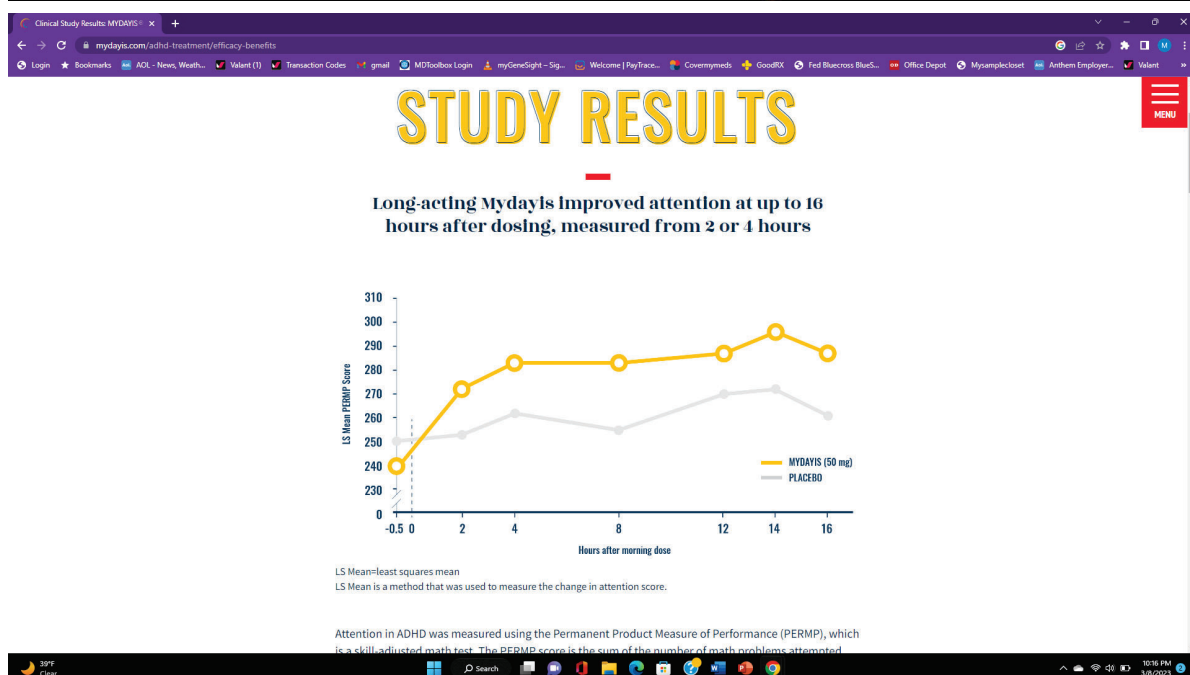 Clinical Study Results: MYDAYIS®
mydayis.com/adhd-treatment/efficacy-benefits
Login Bookmarks AOL - News, Weath... Valant (1) Transaction Codes gmail MDToolbox Login myGeneSight – Sig... Welcome | PayTrace... Covermymeds GoodRX Fed Bluecross BlueS... Office Depot Mysamplecloset Anthem Employer... Valant »
STUDY RESULTS
MENU
Long-acting Mydayis improved attention at up to 16
hours after dosing, measured from 2 or 4 hours
310
300
290
280
270
260
250
240
230
0
LS Mean PERMP Score
MYDAYIS (50 mg)
PLACEBO
-0.5 0 2 4 8 12 14 16
Hours after morning dose
LS Mean=least squares mean
LS Mean is a method that was used to measure the change in attention score.
Attention in ADHD was measured using the Permanent Product Measure of Performance (PERMP), which
is a skill-adjusted math test. The PERMP score is the sum of the number of math problems attempted
39°F
Clear
Search
10:16 PM
3/8/2023
2